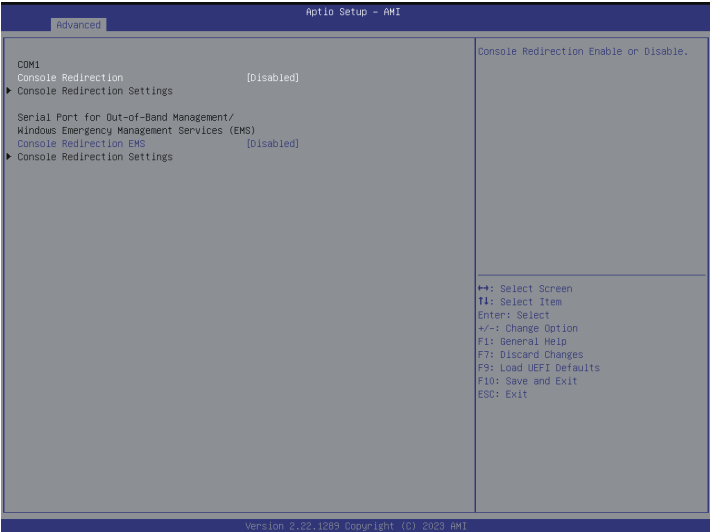 Aptio Setup – AMI
Advanced
COM1
Console Redirection [Disabled]
Console Redirection Settings
Serial Port for Out-of-Band Management/
Windows Emergency Management Services (EMS)
Console Redirection EMS [Disabled]
Console Redirection Settings
Console Redirection Enable or Disable.
↔: Select Screen
↑↓: Select Item
Enter: Select
+/-: Change Option
F1: General Help
F7: Discard Changes
F9: Load UEFI Defaults
F10: Save and Exit
ESC: Exit
Version 2.22.1289 Copyright (C) 2023 AMI